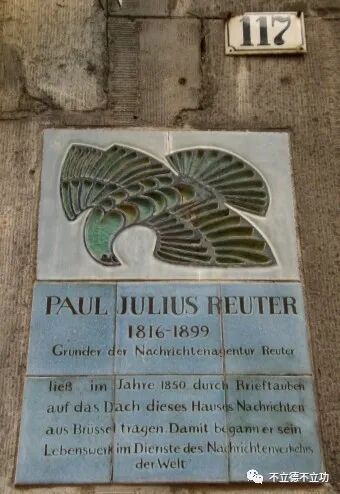 117
PAUL JULIUS REUTER
1816-1899
Gründer der Nachrichtenagentur Reuter
ließ im Jahre 1850 durch Brieftauben
auf das Dach dieses Hauses Nachrichten
aus Brüssel tragen. Damit begann er sein
Lebenswerk im Dienste des Nachrichtenverkehrs
der Welt
不立德不立功